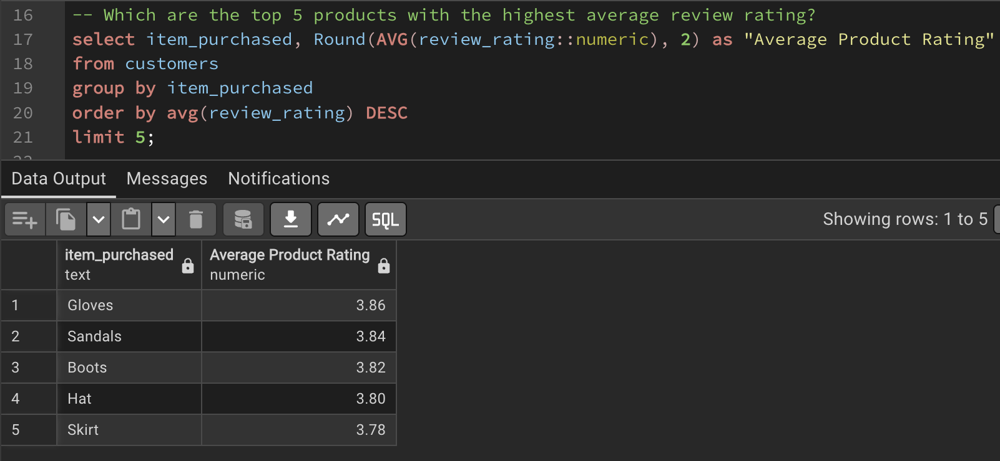 16 -- Which are the top 5 products with the highest average review rating?
17 select item_purchased, Round(AVG(review_rating::numeric), 2) as "Average Product Rating"
18 from customers
19 group by item_purchased
20 order by avg(review_rating) DESC
21 limit 5;
22
Data Output Messages Notifications
SQL Showing rows: 1 to 5
item_purchased Average Product Rating
text numeric
1 Gloves 3.86
2 Sandals 3.84
3 Boots 3.82
4 Hat 3.80
5 Skirt 3.78